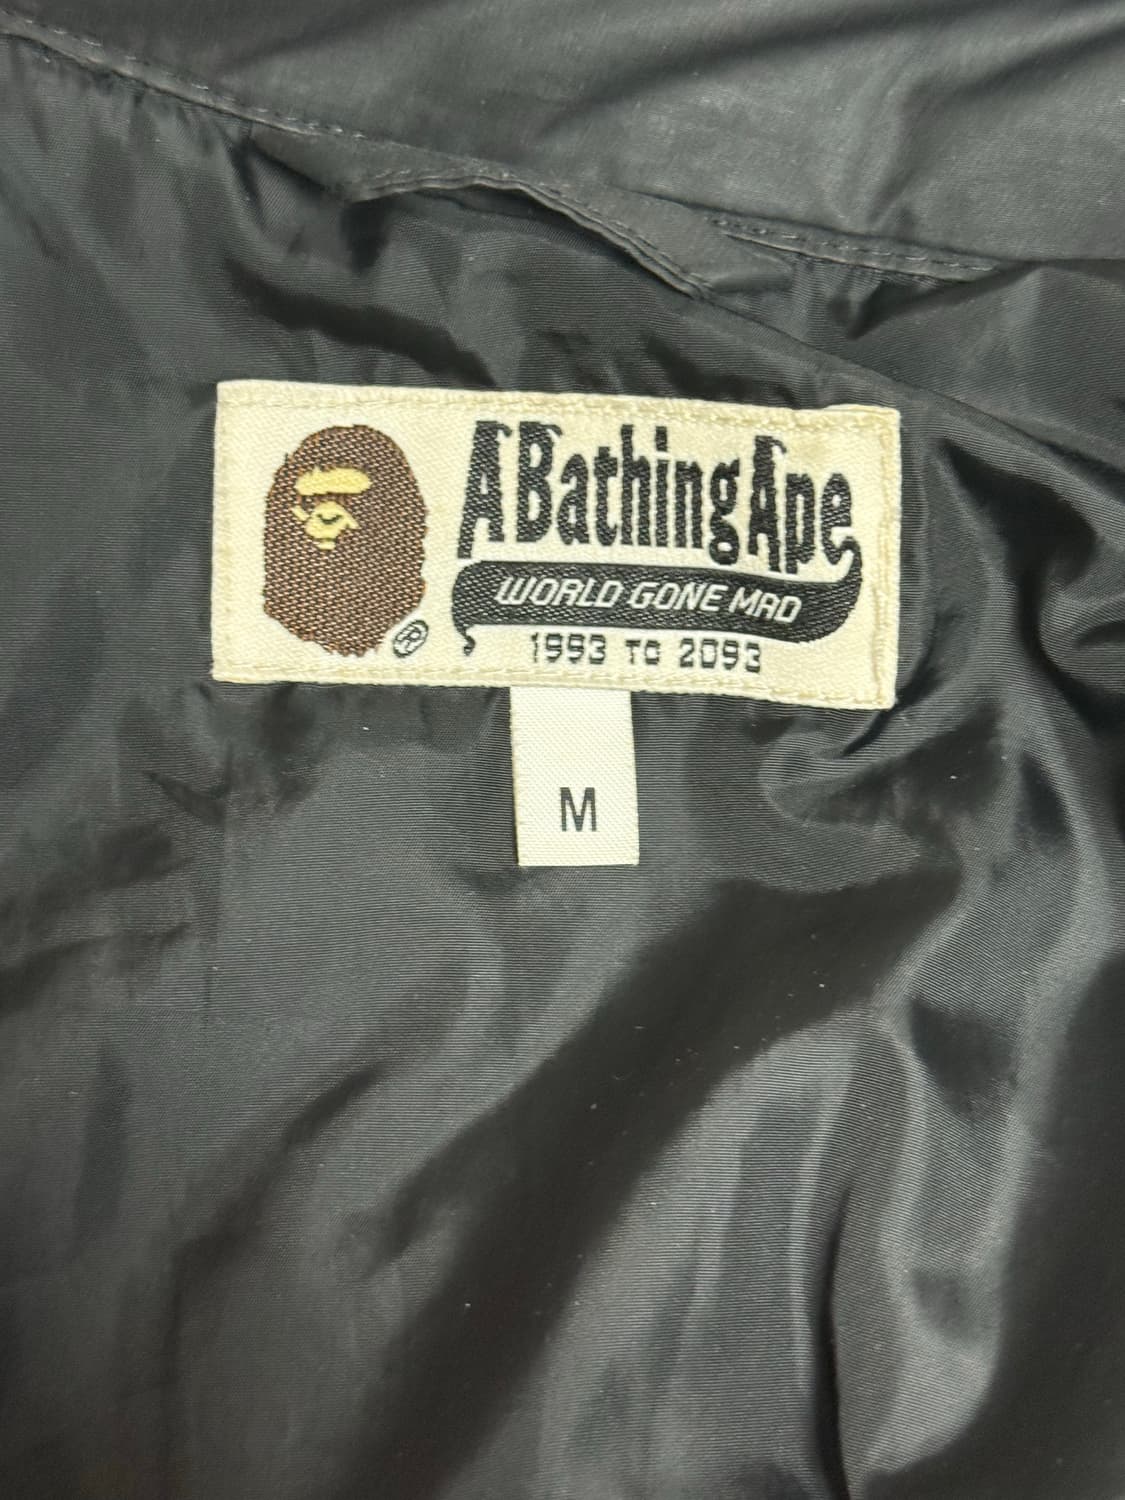 A Bathing Ape
WORLD GONE MAD
1993 TO 2093
®
M